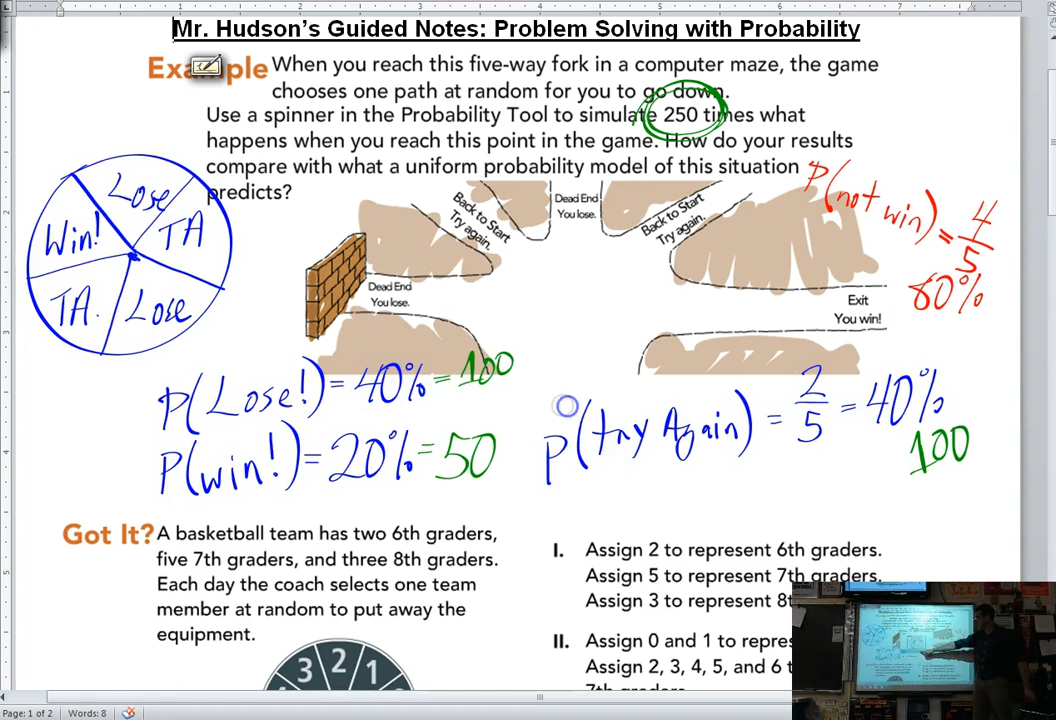 Mr. Hudson's Guided Notes: Problem Solving with Probability
Example When you reach this five-way fork in a computer maze, the game
chooses one path at random for you to go down.
Use a spinner in the Probability Tool to simulate 250 times what
happens when you reach this point in the game. How do your results
compare with what a uniform probability model of this situation
predicts?
Lose
Win!
TA
TA.
Lose
Back to Start
Try again.
Dead End
You lose.
Back to Start
Try again.
Dead End
You lose.
Exit
You win!
P(not win) = 4/5
80%
P(Lose!) = 40% = 100
P(win!) = 20% = 50
P(try Again) = 2/5 = 40%
100
Got It? A basketball team has two 6th graders,
five 7th graders, and three 8th graders.
Each day the coach selects one team
member at random to put away the
equipment.
3 2 1
I. Assign 2 to represent 6th graders.
Assign 5 to represent 7th graders.
Assign 3 to represent 8t
II. Assign 0 and 1 to repres
Assign 2, 3, 4, 5, and 6 t
Page: 1 of 2 Words: 8